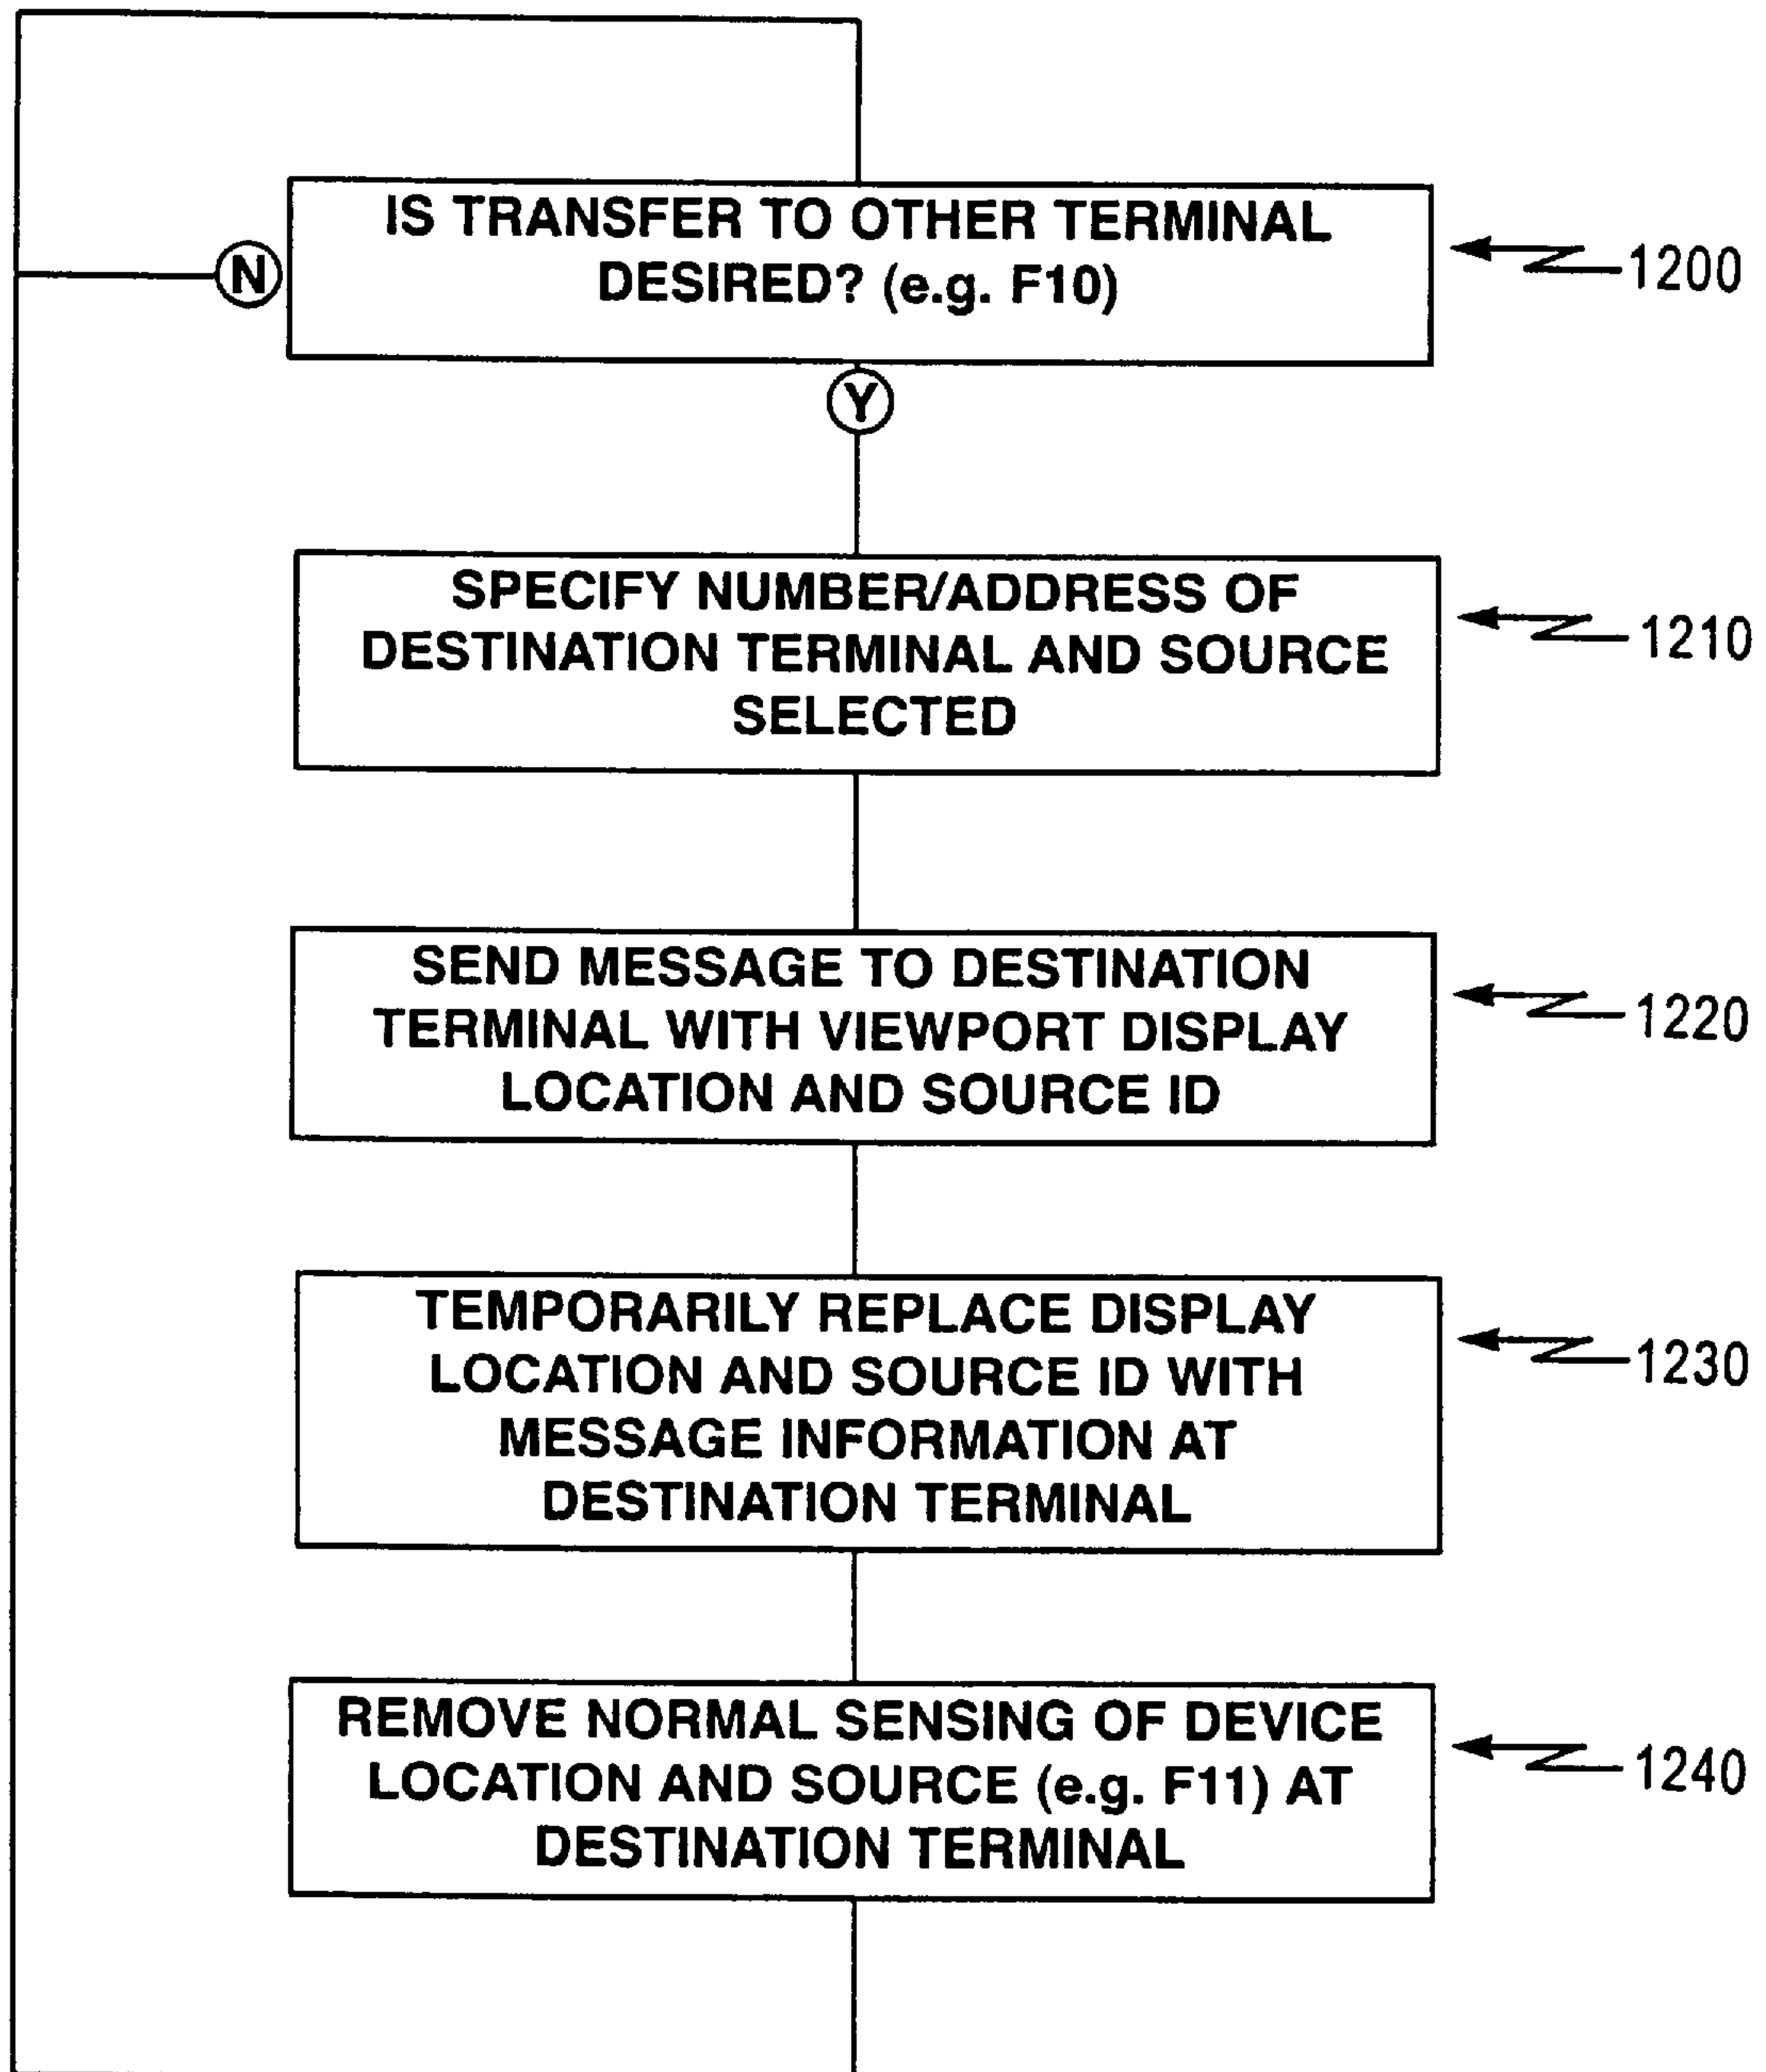 IS TRANSFER TO OTHER TERMINAL
DESIRED? (e.g. F10)
1200
N
Y
SPECIFY NUMBER/ADDRESS OF
DESTINATION TERMINAL AND SOURCE
SELECTED
1210
SEND MESSAGE TO DESTINATION
TERMINAL WITH VIEWPORT DISPLAY
LOCATION AND SOURCE ID
1220
TEMPORARILY REPLACE DISPLAY
LOCATION AND SOURCE ID WITH
MESSAGE INFORMATION AT
DESTINATION TERMINAL
1230
REMOVE NORMAL SENSING OF DEVICE
LOCATION AND SOURCE (e.g. F11) AT
DESTINATION TERMINAL
1240